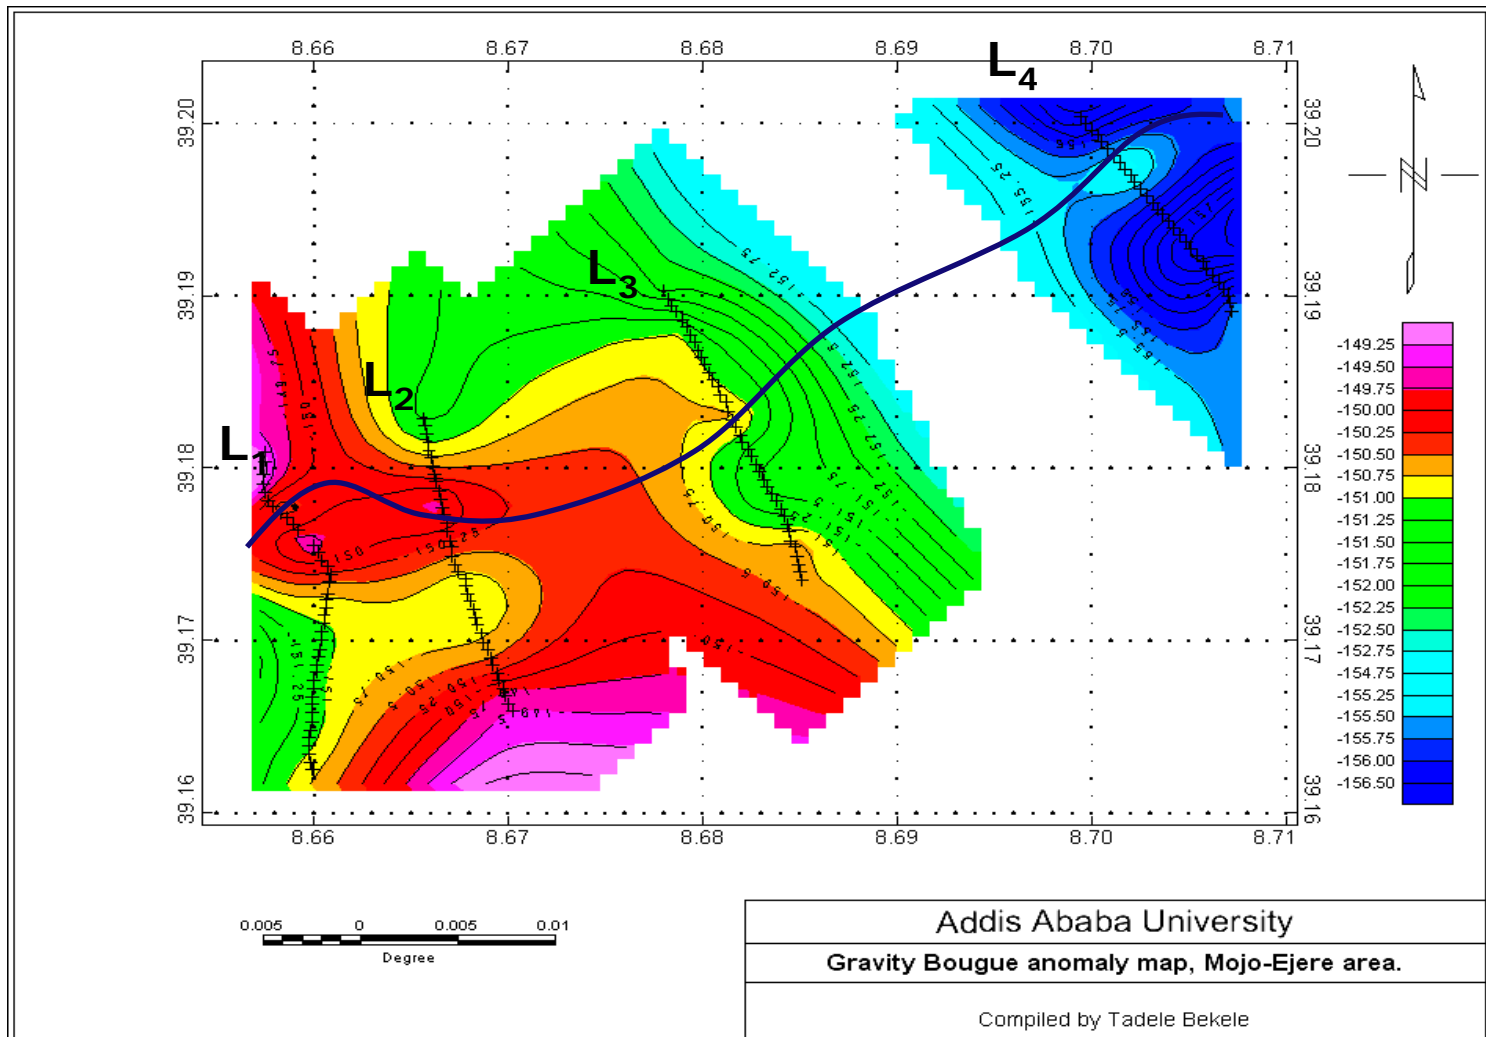 8.66 8.67 8.68 8.69 8.70 8.71
L4
39.20 39.20
L3
39.19 39.19
L2
L1
39.18 39.18
39.17 39.17
39.16 39.16
8.66 8.67 8.68 8.69 8.70 8.71
N
-149.25
-149.50
-149.75
-150.00
-150.25
-150.50
-150.75
-151.00
-151.25
-151.50
-151.75
-152.00
-152.25
-152.50
-152.75
-154.75
-155.25
-155.50
-155.75
-156.00
-156.50
0.005 0 0.005 0.01
Degree
Addis Ababa University
Gravity Bougue anomaly map, Mojo-Ejere area.
Compiled by Tadele Bekele